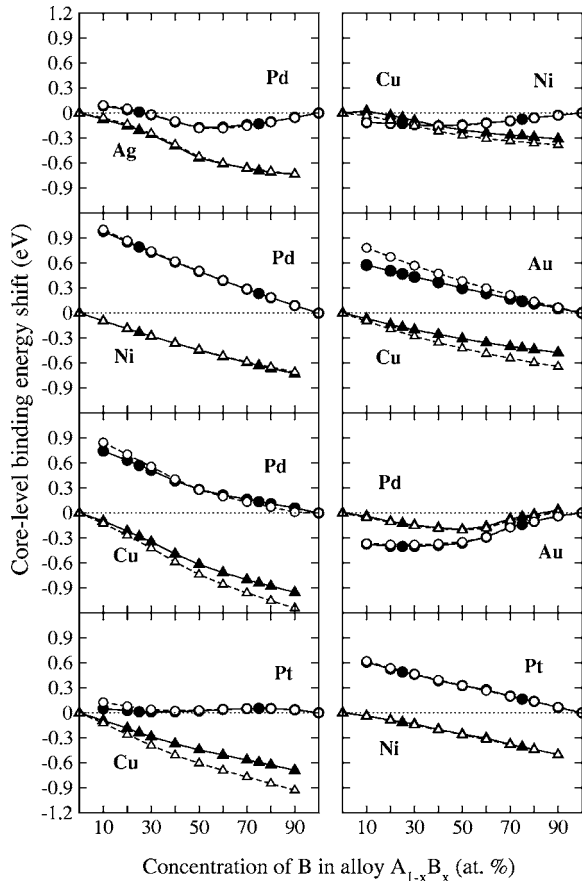 1.2
0.9
0.6
0.3
0
-0.3
-0.6
-0.9
Pd
Ag
Cu
Ni
0.9
0.6
0.3
0
-0.3
-0.6
-0.9
Pd
Ni
Au
Cu
0.9
0.6
0.3
0
-0.3
-0.6
-0.9
Pd
Cu
Pd
Au
0.9
0.6
0.3
0
-0.3
-0.6
-0.9
-1.2
Pt
Cu
Pt
Ni
10 30 50 70 90 10 30 50 70 90
Core-level binding energy shift (eV)
Concentration of B in alloy A1-xBx (at. %)